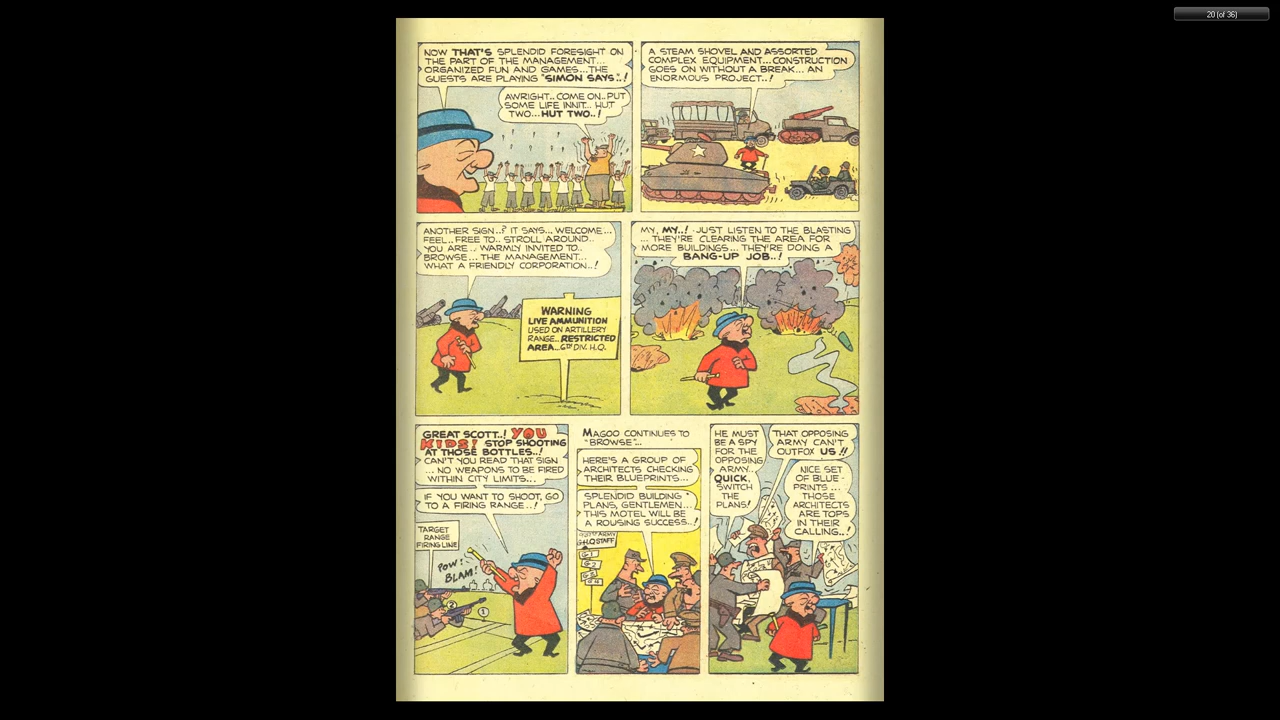 20 (of 36)
NOW THAT'S SPLENDID FORESIGHT ON
THE PART OF THE MANAGEMENT...
ORGANIZED FUN AND GAMES...THE
GUESTS ARE PLAYING "SIMON SAYS"..!
AWRIGHT.. COME ON..PUT
SOME LIFE INNIT... HUT
TWO...HUT TWO..!
A STEAM SHOVEL AND ASSORTED
COMPLEX EQUIPMENT...CONSTRUCTION
GOES ON WITHOUT A BREAK... AN
ENORMOUS PROJECT..!
ANOTHER SIGN..? IT SAYS... WELCOME...
FEEL..FREE TO.. STROLL AROUND..
YOU ARE.. WARMLY INVITED TO..
BROWSE... THE MANAGEMENT...
WHAT A FRIENDLY CORPORATION..!
WARNING
LIVE AMMUNITION
USED ON ARTILLERY
RANGE.. RESTRICTED
AREA.. 6TH DIV. H.Q.
MY, MY..! JUST LISTEN TO THE BLASTING
... THEY'RE CLEARING THE AREA FOR
MORE BUILDINGS... THEY'RE DOING A
BANG-UP JOB..!
GREAT SCOTT..! YOU
KIDS! STOP SHOOTING
AT THOSE BOTTLES..!
CAN'T YOU READ THAT SIGN
... NO WEAPONS TO BE FIRED
WITHIN CITY LIMITS...
IF YOU WANT TO SHOOT, GO
TO A FIRING RANGE..!
TARGET
RANGE
FIRING LINE
POW!
BLAM!
2
1
MAGOO CONTINUES TO
"BROWSE"...
HERE'S A GROUP OF
ARCHITECTS CHECKING
THEIR BLUEPRINTS...
SPLENDID BUILDING
PLANS, GENTLEMEN...
THIS MOTEL WILL BE
A ROUSING SUCCESS..!
G.H.Q STAFF
G-1
G-2
G-3
G-4
HE MUST
BE A SPY
FOR THE
OPPOSING
ARMY..
QUICK,
SWITCH
THE
PLANS!
THAT OPPOSING
ARMY CAN'T
OUTFOX US!!
NICE SET
OF BLUE-
PRINTS...
THOSE
ARCHITECTS
ARE TOPS
IN THEIR
CALLING..!